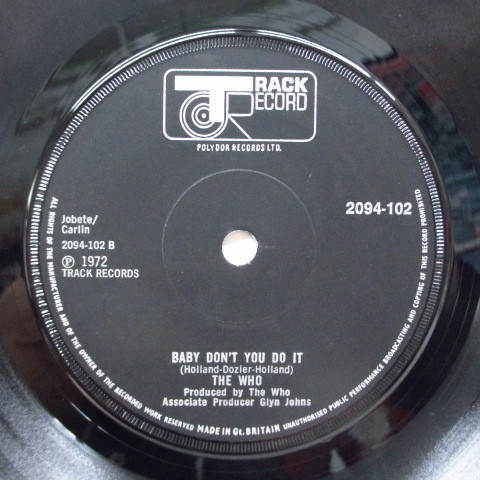 TRACK
RECORD
POLYDOR RECORDS LTD.
Jobete/
Carlin
2094-102 B
Ⓟ 1972
TRACK RECORDS
2094-102
BABY DON'T YOU DO IT
(Holland-Dozier-Holland)
THE WHO
Produced by The Who
Associate Producer Glyn Johns
ALL RIGHTS OF THE MANUFACTURER AND OF THE OWNER OF THE RECORDED WORK RESERVED MADE IN Gt. BRITAIN UNAUTHORISED PUBLIC PERFORMANCE BROADCASTING AND COPYING OF THIS RECORD PROHIBITED